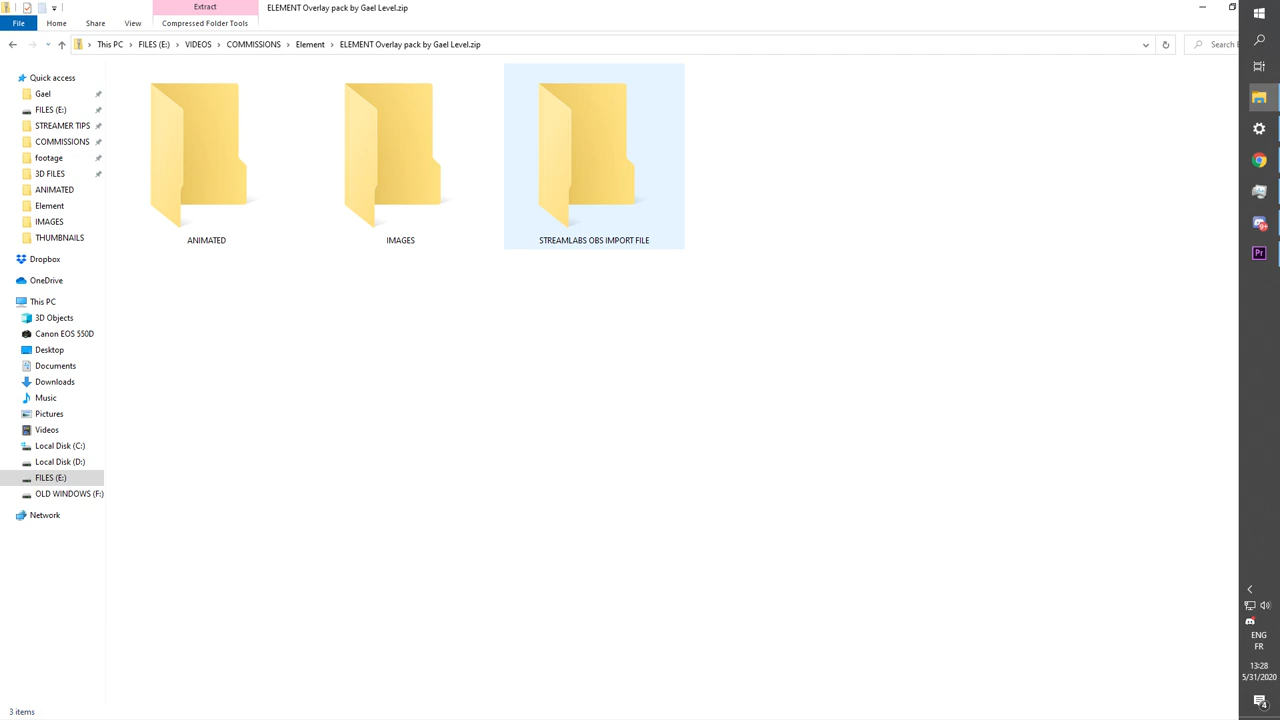 Extract
ELEMENT Overlay pack by Gael Level.zip
File
Home
Share
View
Compressed Folder Tools
This PC
FILES (E:)
VIDEOS
COMMISSIONS
Element
ELEMENT Overlay pack by Gael Level.zip
Search E
Quick access
Gael
FILES (E:)
STREAMER TIPS
COMMISSIONS
footage
3D FILES
ANIMATED
Element
IMAGES
THUMBNAILS
Dropbox
OneDrive
This PC
3D Objects
Canon EOS 550D
Desktop
Documents
Downloads
Music
Pictures
Videos
Local Disk (C:)
Local Disk (D:)
FILES (E:)
OLD WINDOWS (F:)
Network
ANIMATED
IMAGES
STREAMLABS OBS IMPORT FILE
3 items
9+
Pr
ENG
FR
13:28
5/31/2020
4